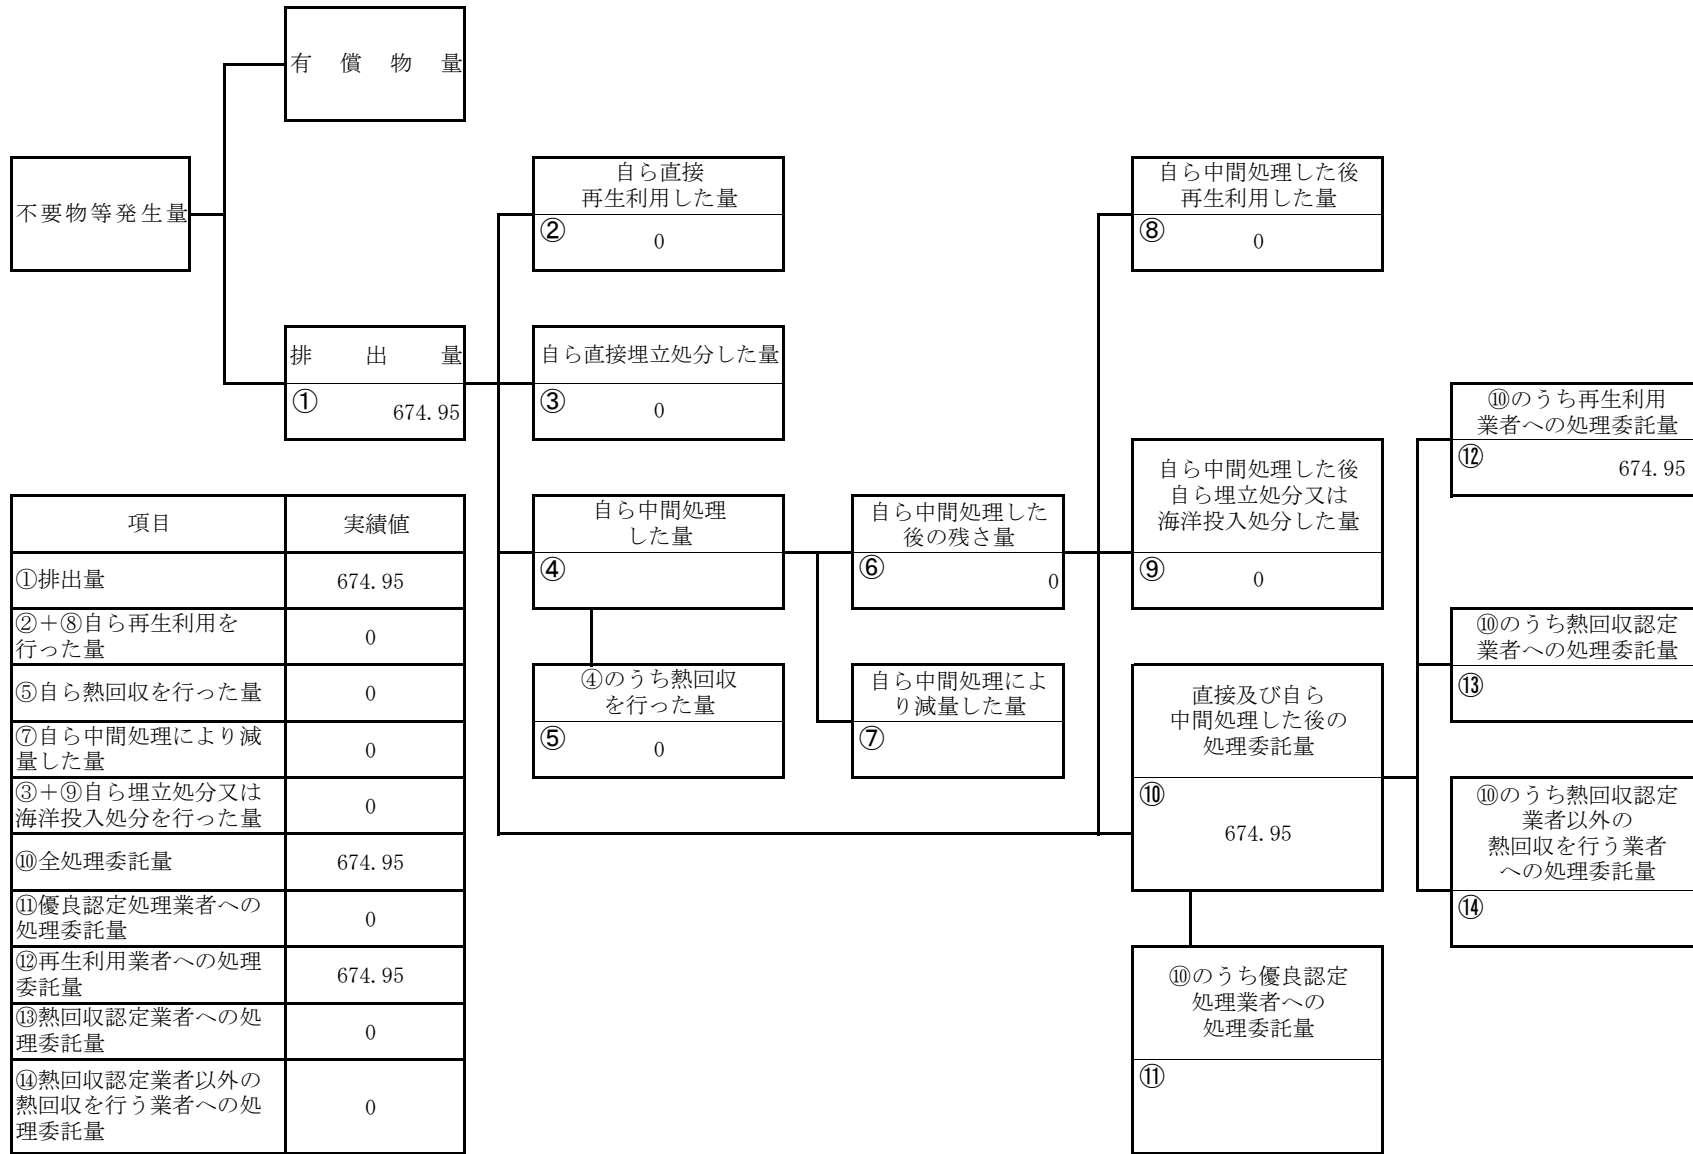 有償物量
不要物等発生量
排出量
①
674.95
自ら直接
再生利用した量
②
0
自ら直接埋立処分した量
③
0
自ら中間処理
した量
④
④のうち熱回収
を行った量
⑤
0
自ら中間処理した
後の残さ量
⑥
0
自ら中間処理によ
り減量した量
⑦
自ら中間処理した後
再生利用した量
⑧
0
自ら中間処理した後
自ら埋立処分又は
海洋投入処分した量
⑨
0
直接及び自ら
中間処理した後の
処理委託量
⑩
674.95
⑩のうち優良認定
処理業者への
処理委託量
⑪
⑩のうち再生利用
業者への処理委託量
⑫
674.95
⑩のうち熱回収認定
業者への処理委託量
⑬
⑩のうち熱回収認定
業者以外の
熱回収を行う業者
への処理委託量
⑭
項目 実績値
①排出量 674.95
②＋⑧自ら再生利用を
行った量 0
⑤自ら熱回収を行った量 0
⑦自ら中間処理により減
量した量 0
③＋⑨自ら埋立処分又は
海洋投入処分を行った量 0
⑩全処理委託量 674.95
⑪優良認定処理業者への
処理委託量 0
⑫再生利用業者への処理
委託量 674.95
⑬熱回収認定業者への処
理委託量 0
⑭熱回収認定業者以外の
熱回収を行う業者への処
理委託量 0